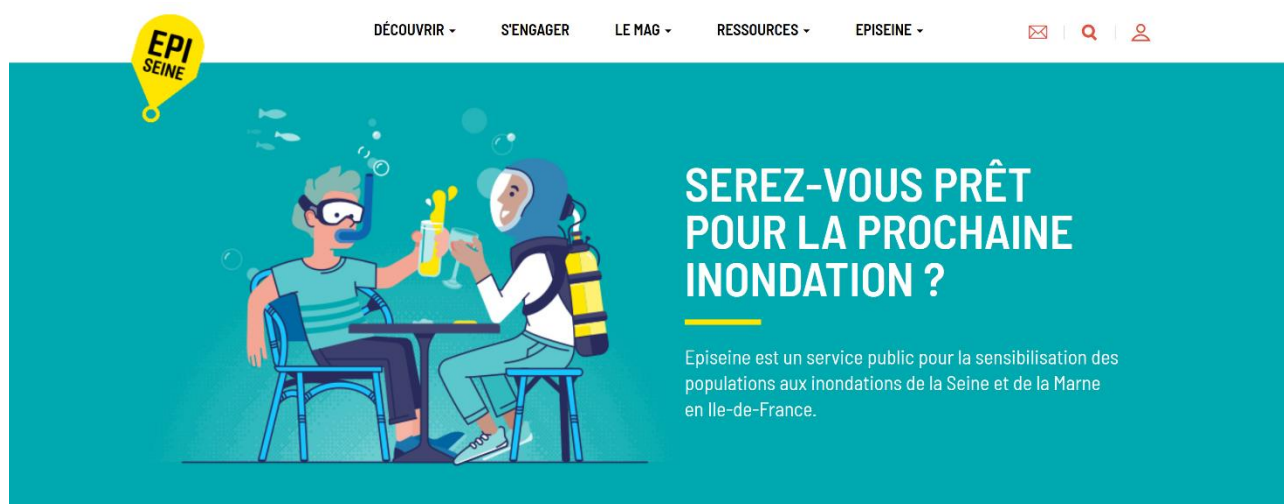 EPI
SEINE
DÉCOUVRIR
S'ENGAGER
LE MAG
RESSOURCES
EPISEINE
SEREZ-VOUS PRÊT
POUR LA PROCHAINE
INONDATION ?
Episeine est un service public pour la sensibilisation des
populations aux inondations de la Seine et de la Marne
en Ile-de-France.